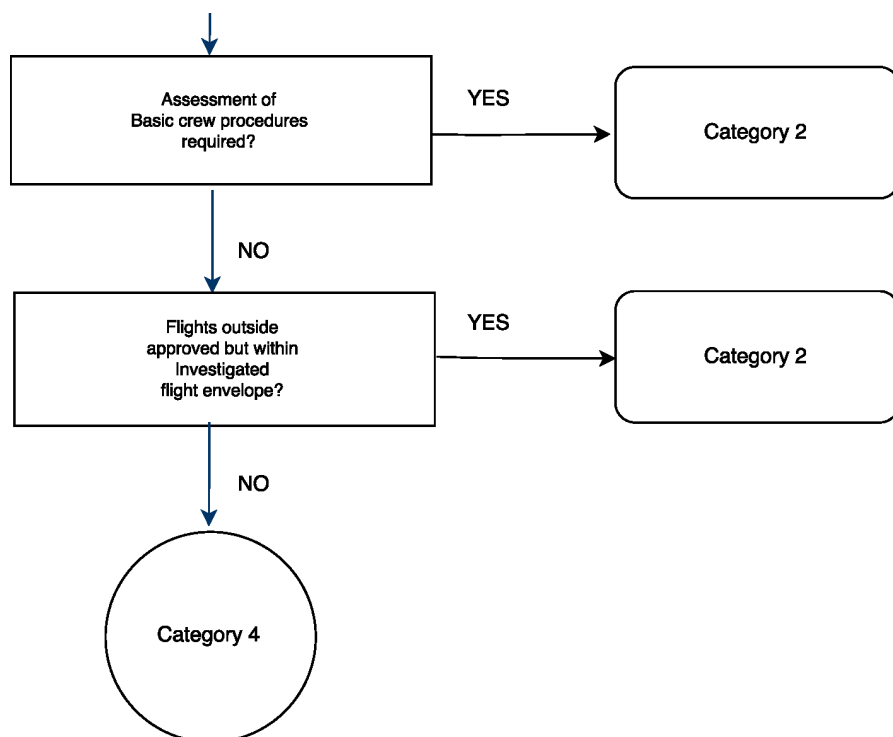 Assessment of
Basic crew procedures
required?
YES
Category 2
NO
Flights outside
approved but within
Investigated
flight envelope?
YES
Category 2
NO
Category 4